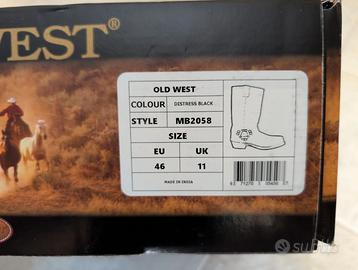 WEST®
OLD WEST
COLOUR DISTRESS BLACK
STYLE MB2058
SIZE
EU UK
46 11
MADE IN INDIA
subito